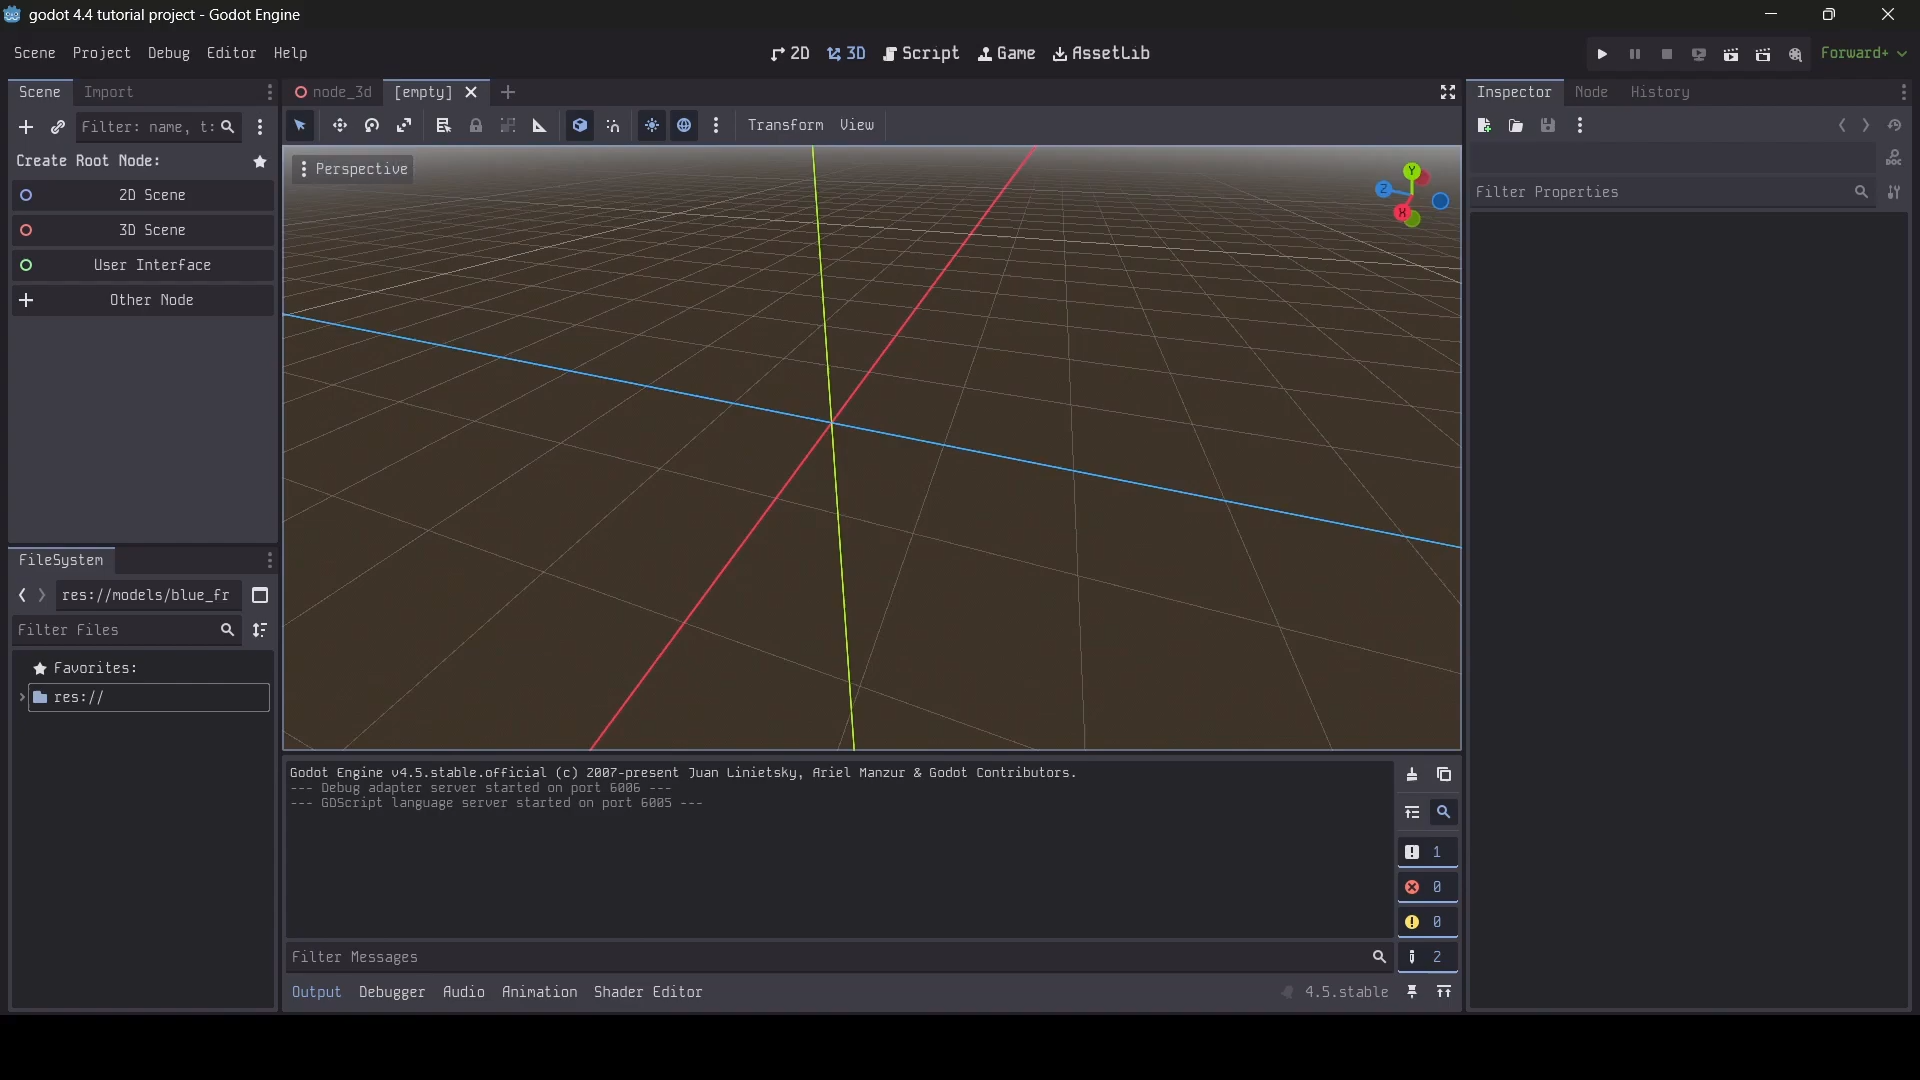 godot 4.4 tutorial project - Godot Engine
Scene Project Debug Editor Help
2D 3D Script Game AssetLib
Forward+
Scene Import
node_3d [empty]
Inspector Node History
Filter: name, t:
Transform View
Create Root Node:
Perspective
Y
Z
X
DOC
Filter Properties
2D Scene
3D Scene
User Interface
Other Node
FileSystem
res://models/blue_fr
Filter Files
Favorites:
res://
Godot Engine v4.5.stable.official (c) 2007-present Juan Linietsky, Ariel Manzur & Godot Contributors.
--- Debug adapter server started on port 6006 ---
--- GDScript language server started on port 6005 ---
1
0
0
2
Filter Messages
Output Debugger Audio Animation Shader Editor
4.5.stable